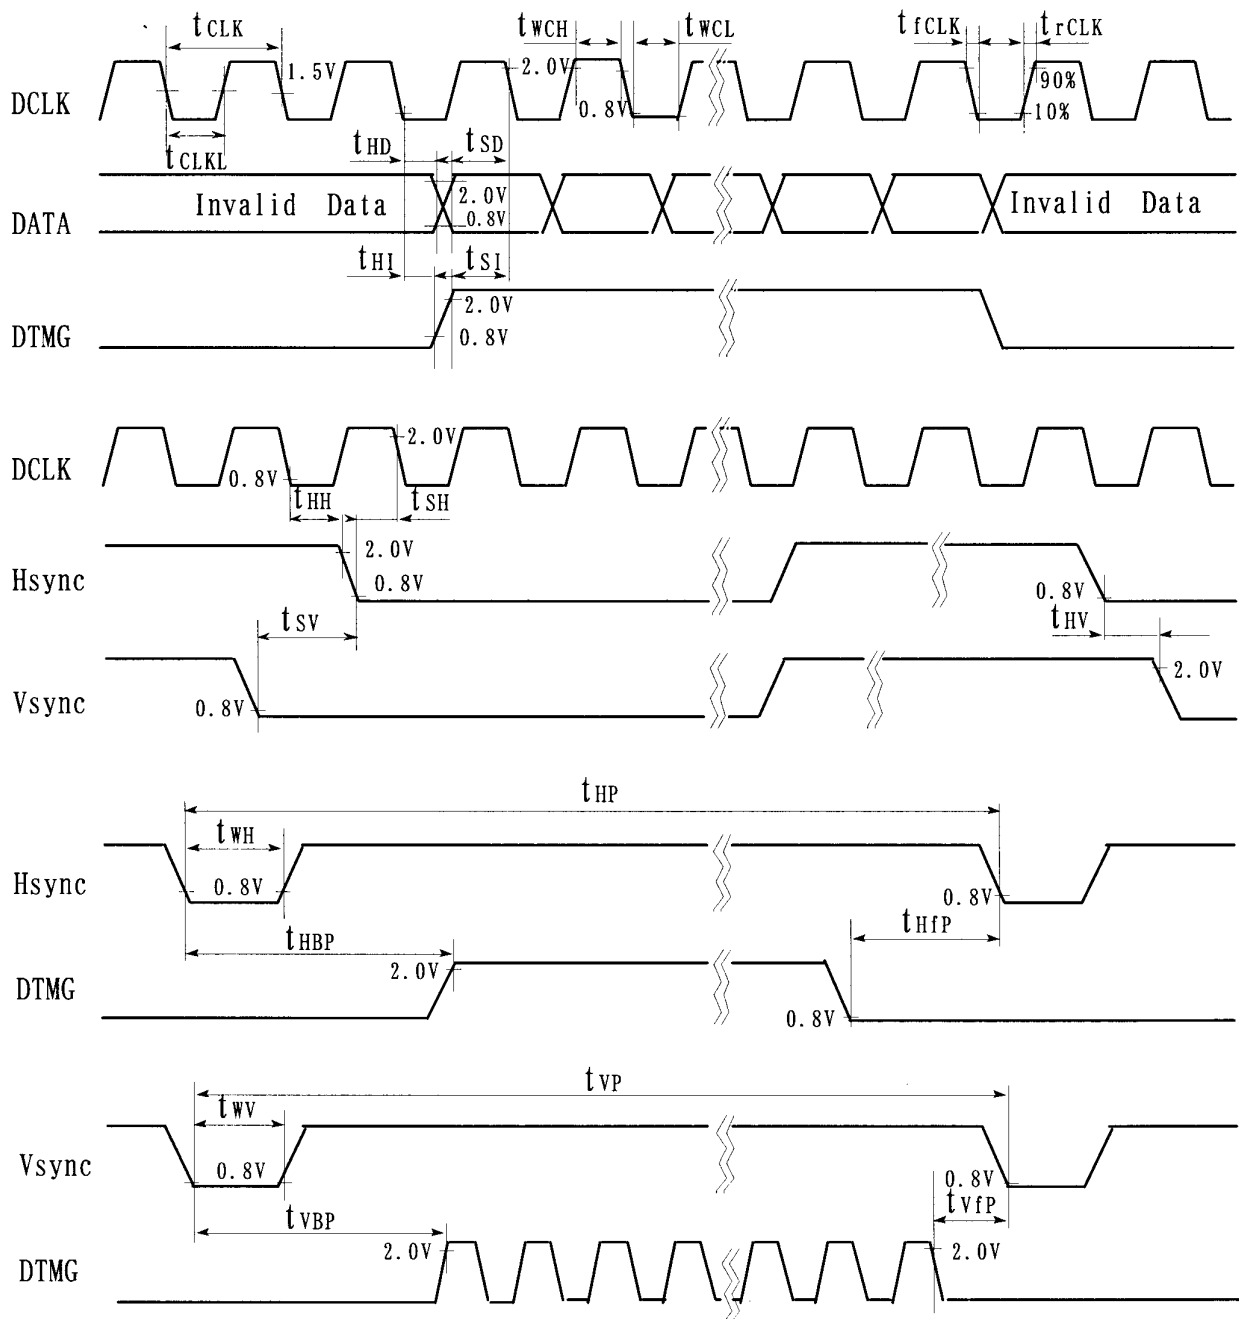 tCLK tWCH tWCL tfCLK trCLK
DCLK 1.5V 2.0V 0.8V 90% 10%
tCLKL tHD tSD
DATA Invalid Data 2.0V 0.8V Invalid Data
tHI tSI
DTMG 2.0V 0.8V
DCLK 0.8V 2.0V
tHH tSH
Hsync 2.0V 0.8V 0.8V
tSV tHV
Vsync 0.8V 2.0V
tHP
tWH
Hsync 0.8V 0.8V
tHBP tHfP
DTMG 2.0V 0.8V
tVP
tWV
Vsync 0.8V 0.8V
tVBP tVfP
DTMG 2.0V 2.0V